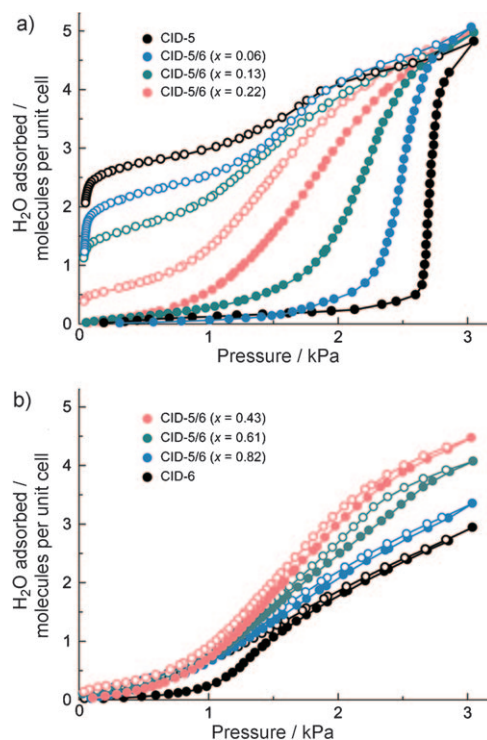 a)
CID-5
CID-5/6 (x = 0.06)
CID-5/6 (x = 0.13)
CID-5/6 (x = 0.22)
H₂O adsorbed /
molecules per unit cell
5
4
3
2
1
0
0 1 2 3
Pressure / kPa
b)
CID-5/6 (x = 0.43)
CID-5/6 (x = 0.61)
CID-5/6 (x = 0.82)
CID-6
H₂O adsorbed /
molecules per unit cell
5
4
3
2
1
0
0 1 2 3
Pressure / kPa